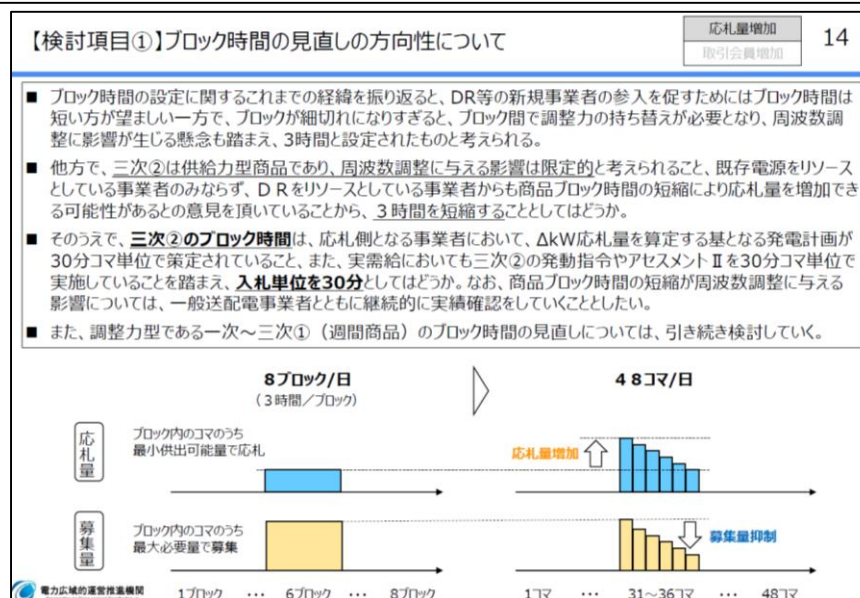 【検討項目①】ブロック時間の見直しの方向性について
応札量増加
取引会員増加
14
■ ブロック時間の設定に関するこれまでの経緯を振り返ると、DR等の新規事業者の参入を促すためにはブロック時間は
短い方が望ましい一方で、ブロックが細切れになりすぎると、ブロック間で調整力の持ち替えが必要となり、周波数調
整に影響が生じる懸念も踏まえ、3時間と設定されたものと考えられる。
■ 他方で、三次②は供給力型商品であり、周波数調整に与える影響は限定的と考えられること、既存電源をリソース
としている事業者のみならず、ＤＲをリソースとしている事業者からも商品ブロック時間の短縮により応札量を増加でき
る可能性があるとの意見を頂いていることから、３時間を短縮することとしてはどうか。
■ そのうえで、三次②のブロック時間は、応札側となる事業者において、ΔkW応札量を算定する基となる発電計画が
30分コマ単位で策定されていること、また、実需給においても三次②の発動指令やアセスメントⅡを30分コマ単位で
実施していることを踏まえ、入札単位を30分としてはどうか。なお、商品ブロック時間の短縮が周波数調整に与える
影響については、一般送配電事業者とともに継続的に実績確認をしていくこととしたい。
■ また、調整力型である一次～三次①（週間商品）のブロック時間の見直しについては、引き続き検討していく。
8ブロック/日
（３時間／ブロック）
４８コマ/日
応札量
ブロック内のコマのうち
最小供出可能量で応札
応札量増加
募集量
ブロック内のコマのうち
最大必要量で募集
募集量抑制
電力広域的運営推進機関
1ブロック … 6ブロック … 8ブロック
1コマ … 31～36コマ … 48コマ